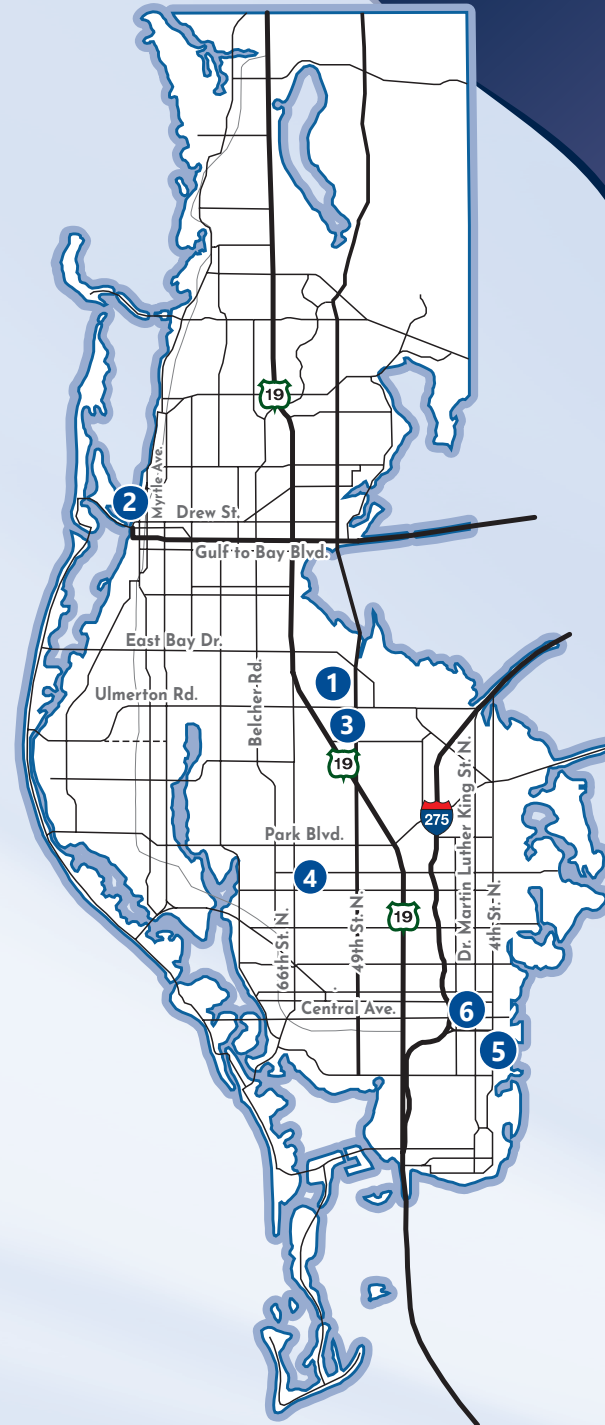 19
Myrtle Ave.
2
Drew St.
Gulf to Bay Blvd.
East Bay Dr.
Belcher Rd.
1
Ulmerton Rd.
3
19
Dr. Martin Luther King St. N.
275
Park Blvd.
4
66th St. N.
49th St. N.
19
4th St. N.
Central Ave.
6
5